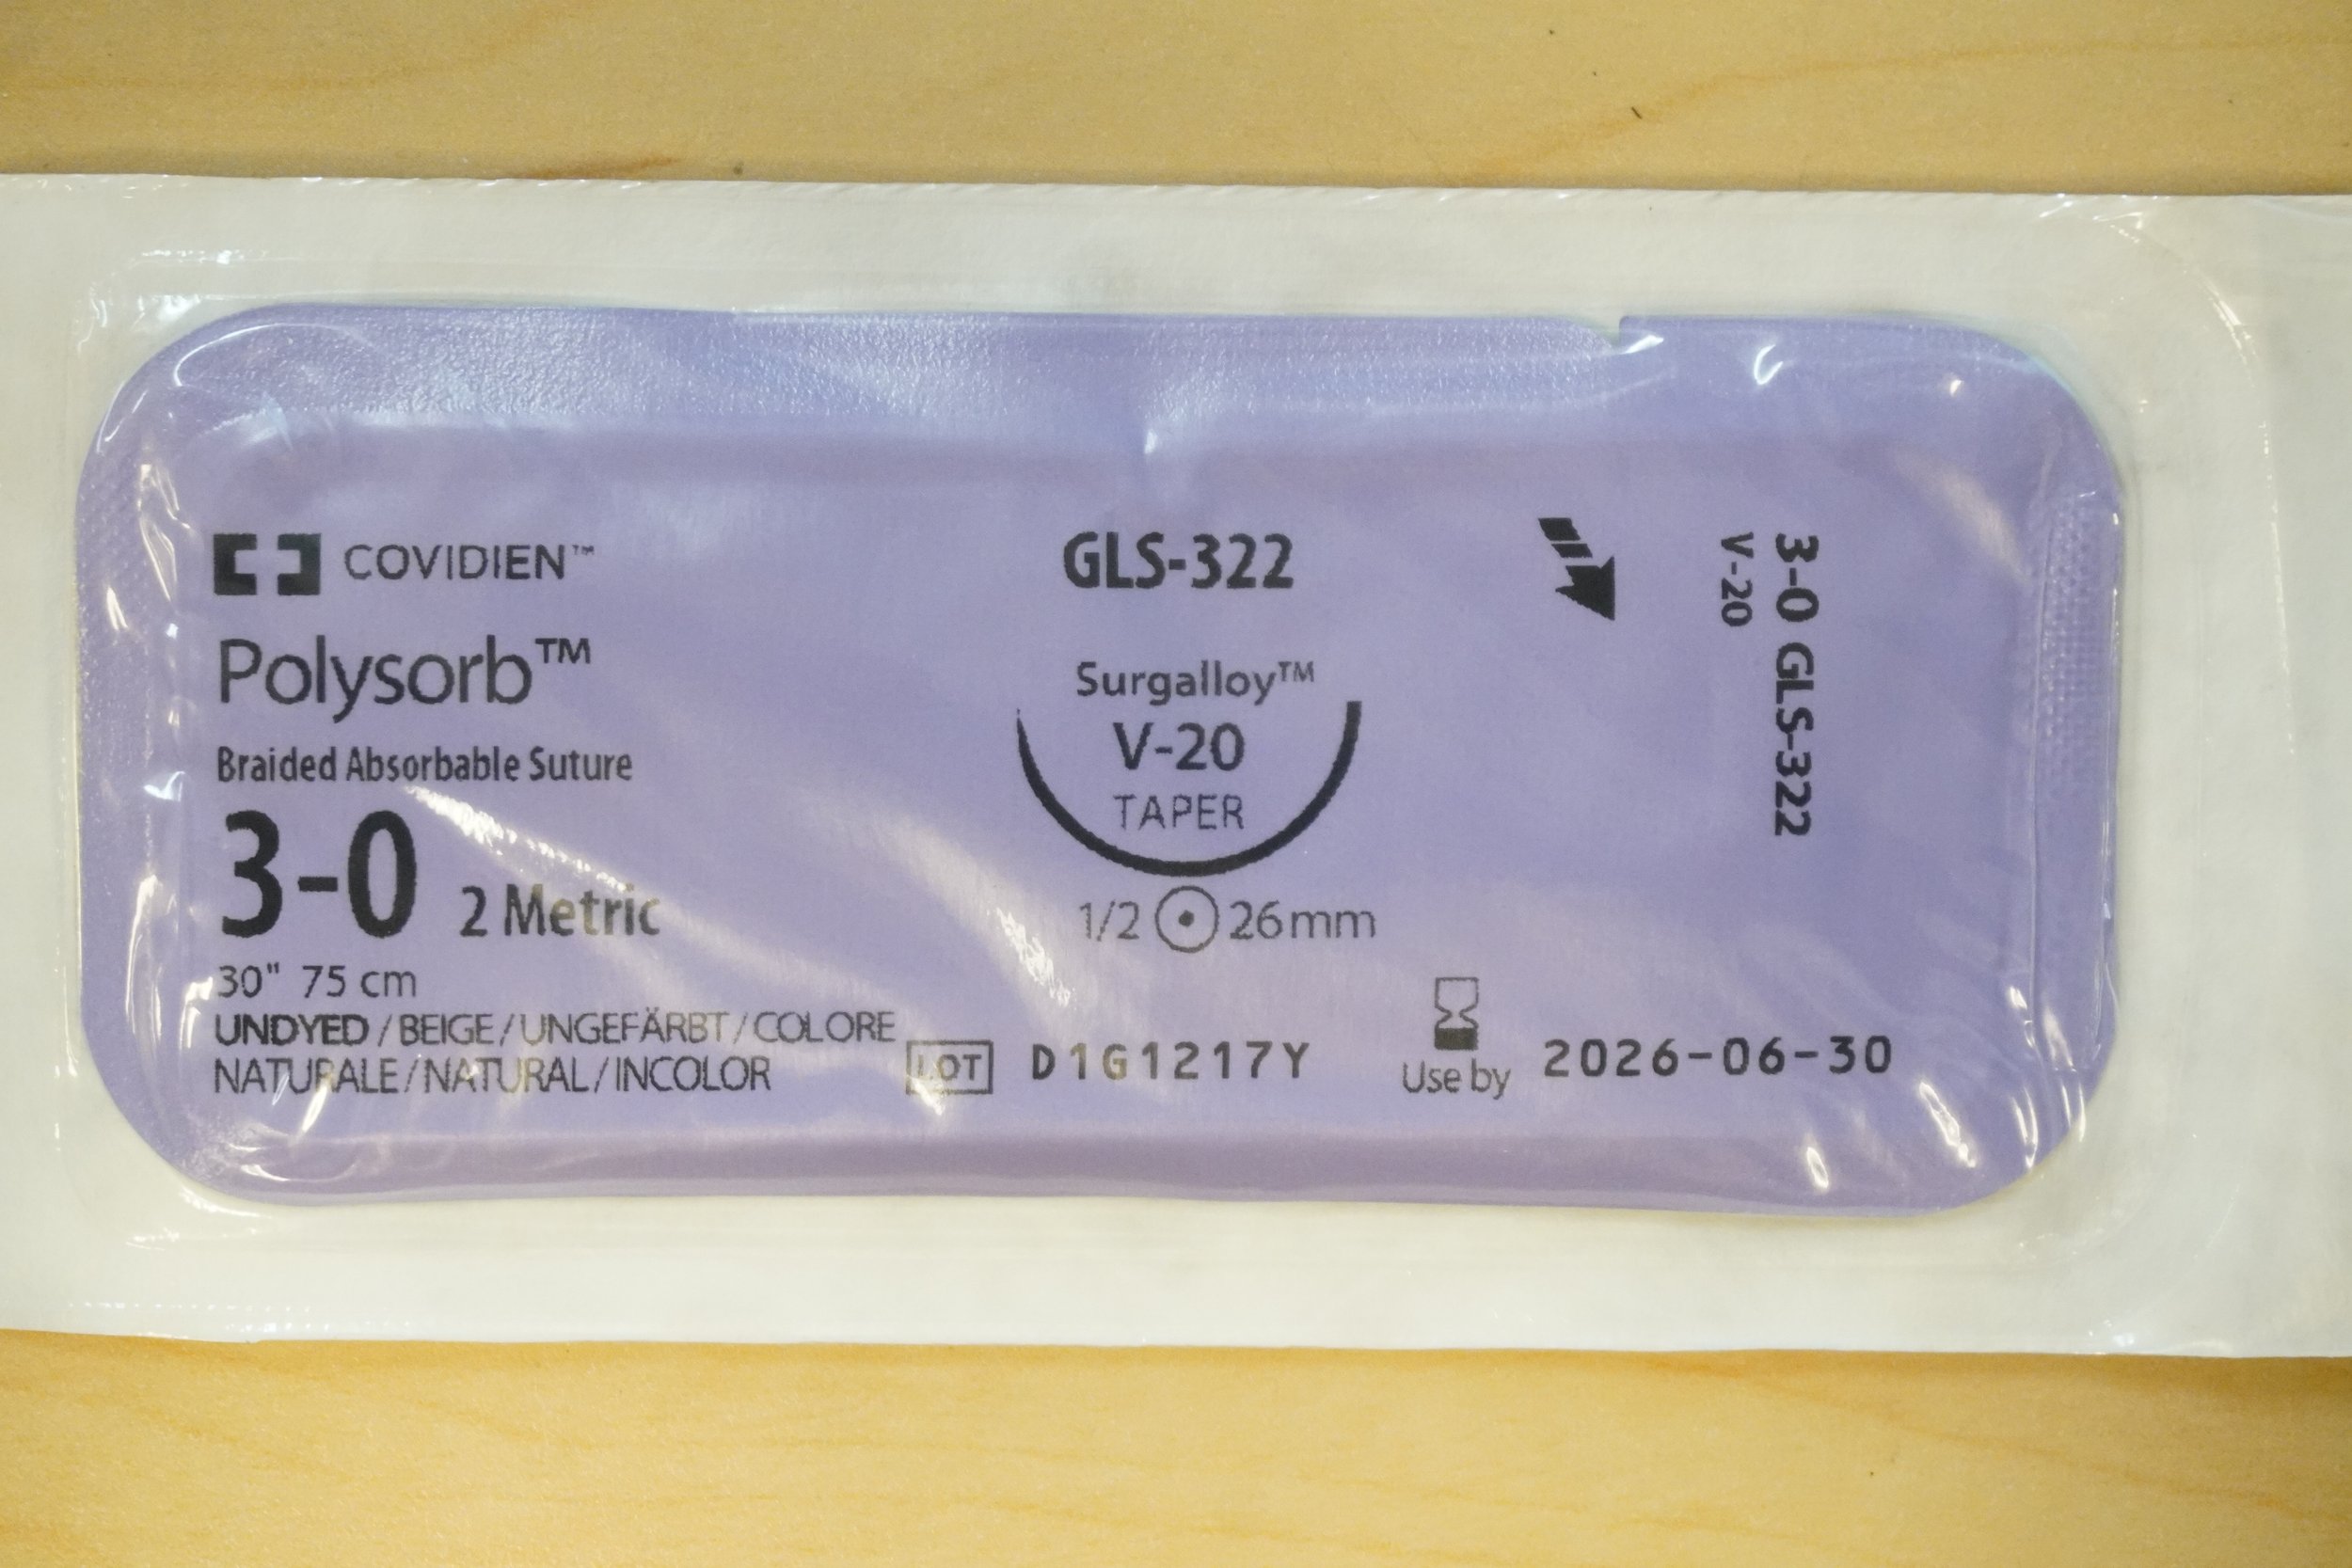 COVIDIEN™
Polysorb™
Braided Absorbable Suture
3-0 2 Metric
30" 75 cm
UNDYED / BEIGE / UNGEFÄRBT / COLORE
NATURALE / NATURAL / INCOLOR
GLS-322
Surgalloy™
V-20
TAPER
1/2 26mm
LOT D1G1217Y
Use by 2026-06-30
3-0 GLS-322
V-20